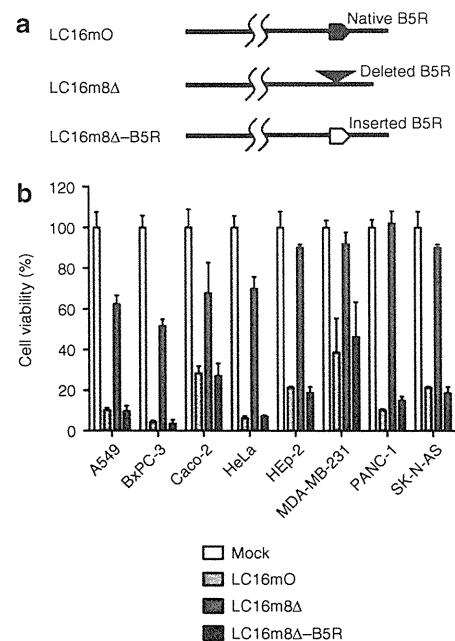 a
Native B5R
LC16mO
Deleted B5R
LC16m8Δ
Inserted B5R
LC16m8Δ–B5R
b
120
100
80
60
40
20
0
Cell viability (%)
A549
BxPC-3
Caco-2
HeLa
HEp-2
MDA-MB-231
PANC-1
SK-N-AS
Mock
LC16mO
LC16m8Δ
LC16m8Δ–B5R